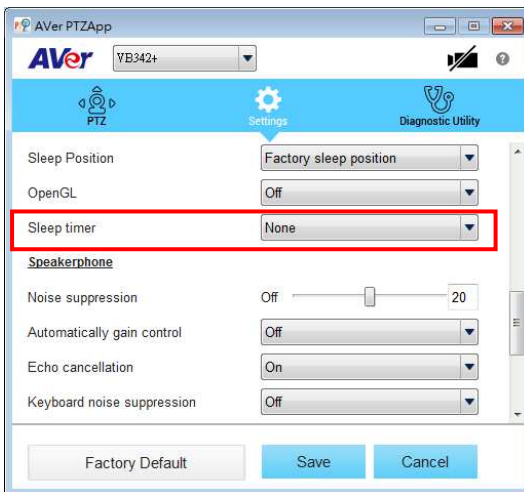 AVer PTZApp
AVer VB342+
PTZ Settings Diagnostic Utility
Sleep Position Factory sleep position
OpenGL Off
Sleep timer None
Speakerphone
Noise suppression Off 20
Automatically gain control Off
Echo cancellation On
Keyboard noise suppression Off
Factory Default Save Cancel